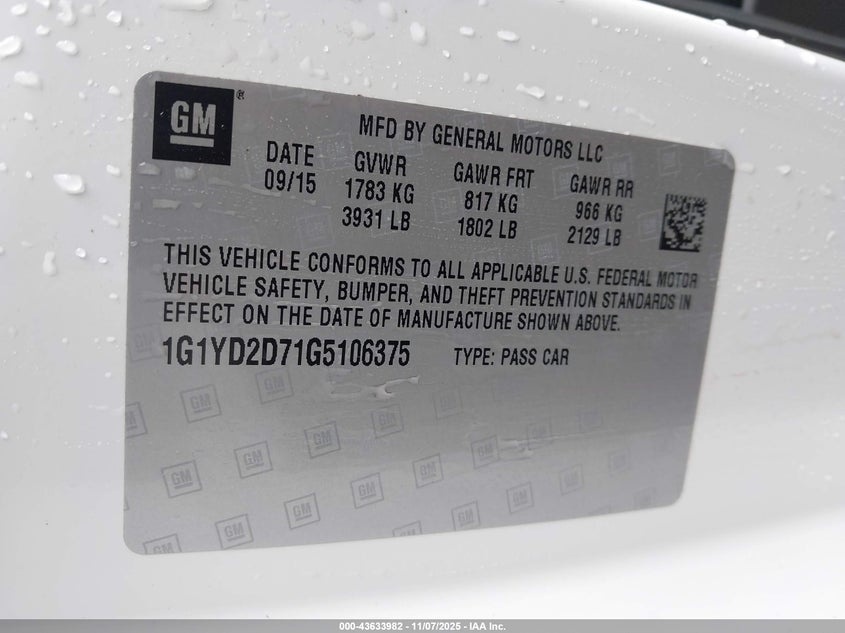 GM®
MFD BY GENERAL MOTORS LLC
DATE GVWR GAWR FRT GAWR RR
09/15 1783 KG 817 KG 966 KG
3931 LB 1802 LB 2129 LB
THIS VEHICLE CONFORMS TO ALL APPLICABLE U.S. FEDERAL MOTOR
VEHICLE SAFETY, BUMPER, AND THEFT PREVENTION STANDARDS IN
EFFECT ON THE DATE OF MANUFACTURE SHOWN ABOVE.
1G1YD2D71G5106375 TYPE: PASS CAR
000-43633982 - 11/07/2025 - IAA Inc.